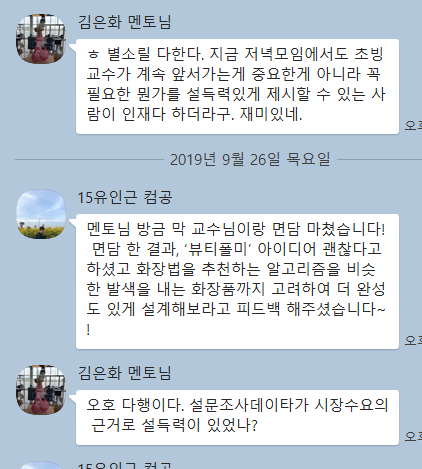 김은화 멘토님
ㅎ 별소릴 다한다. 지금 저녁모임에서도 초빙
교수가 계속 앞서가는게 중요한게 아니라 꼭
필요한 뭔가를 설득력있게 제시할 수 있는 사
람이 인재다 하더라구. 재미있네.
오
2019년 9월 26일 목요일
15유인근 컴공
멘토님 방금 막 교수님이랑 면담 마쳤습니다!
면담 한 결과, ‘뷰티풀미’ 아이디어 괜찮다고
하셨고 화장법을 추천하는 알고리즘을 비슷
한 발색을 내는 화장품까지 고려하여 더 완성
도 있게 설계해보라고 피드백 해주셨습니다~
!
오
김은화 멘토님
오호 다행이다. 설문조사데이타가 시장수요의
근거로 설득력이 있었나?
오
15유인근 컴공